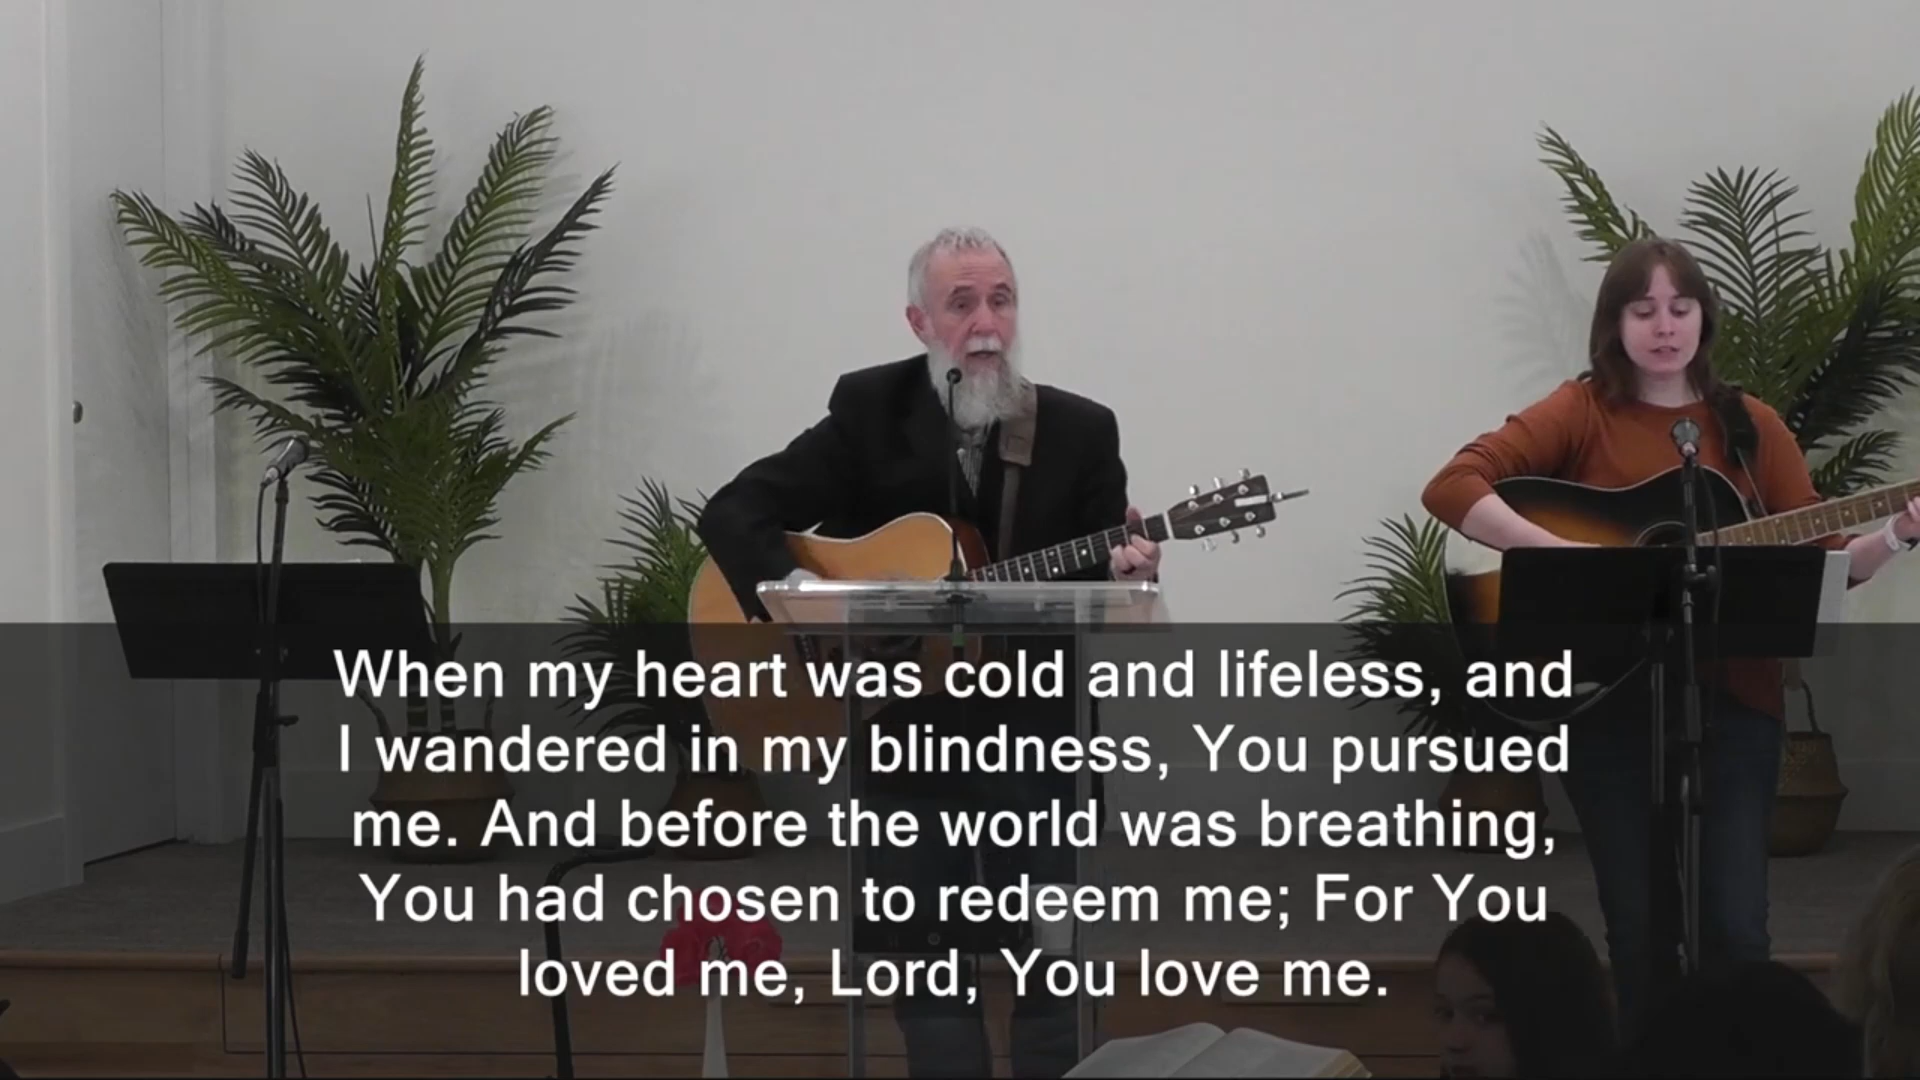 When my heart was cold and lifeless, and
I wandered in my blindness, You pursued
me. And before the world was breathing,
You had chosen to redeem me; For You
loved me, Lord, You love me.